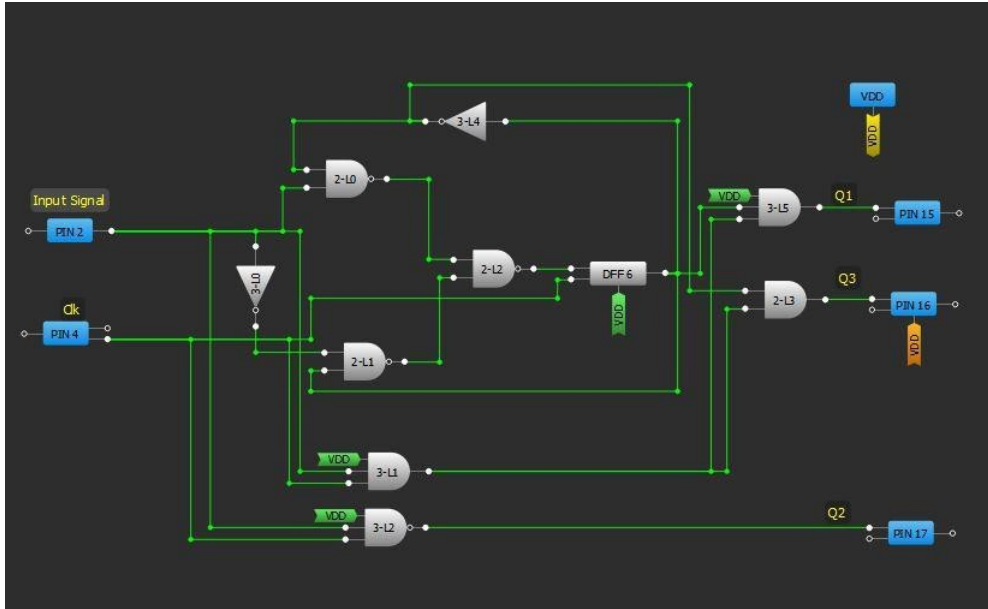 3-L4
VDD
VDD
2-L0
Input Signal
PIN 2
VDD
3-L5
Q1
PIN 15
3-L0
2-L2
DFF 6
VDD
2-L3
Q3
PIN 16
VDD
Clk
PIN 4
2-L1
VDD
3-L1
VDD
3-L2
Q2
PIN 17